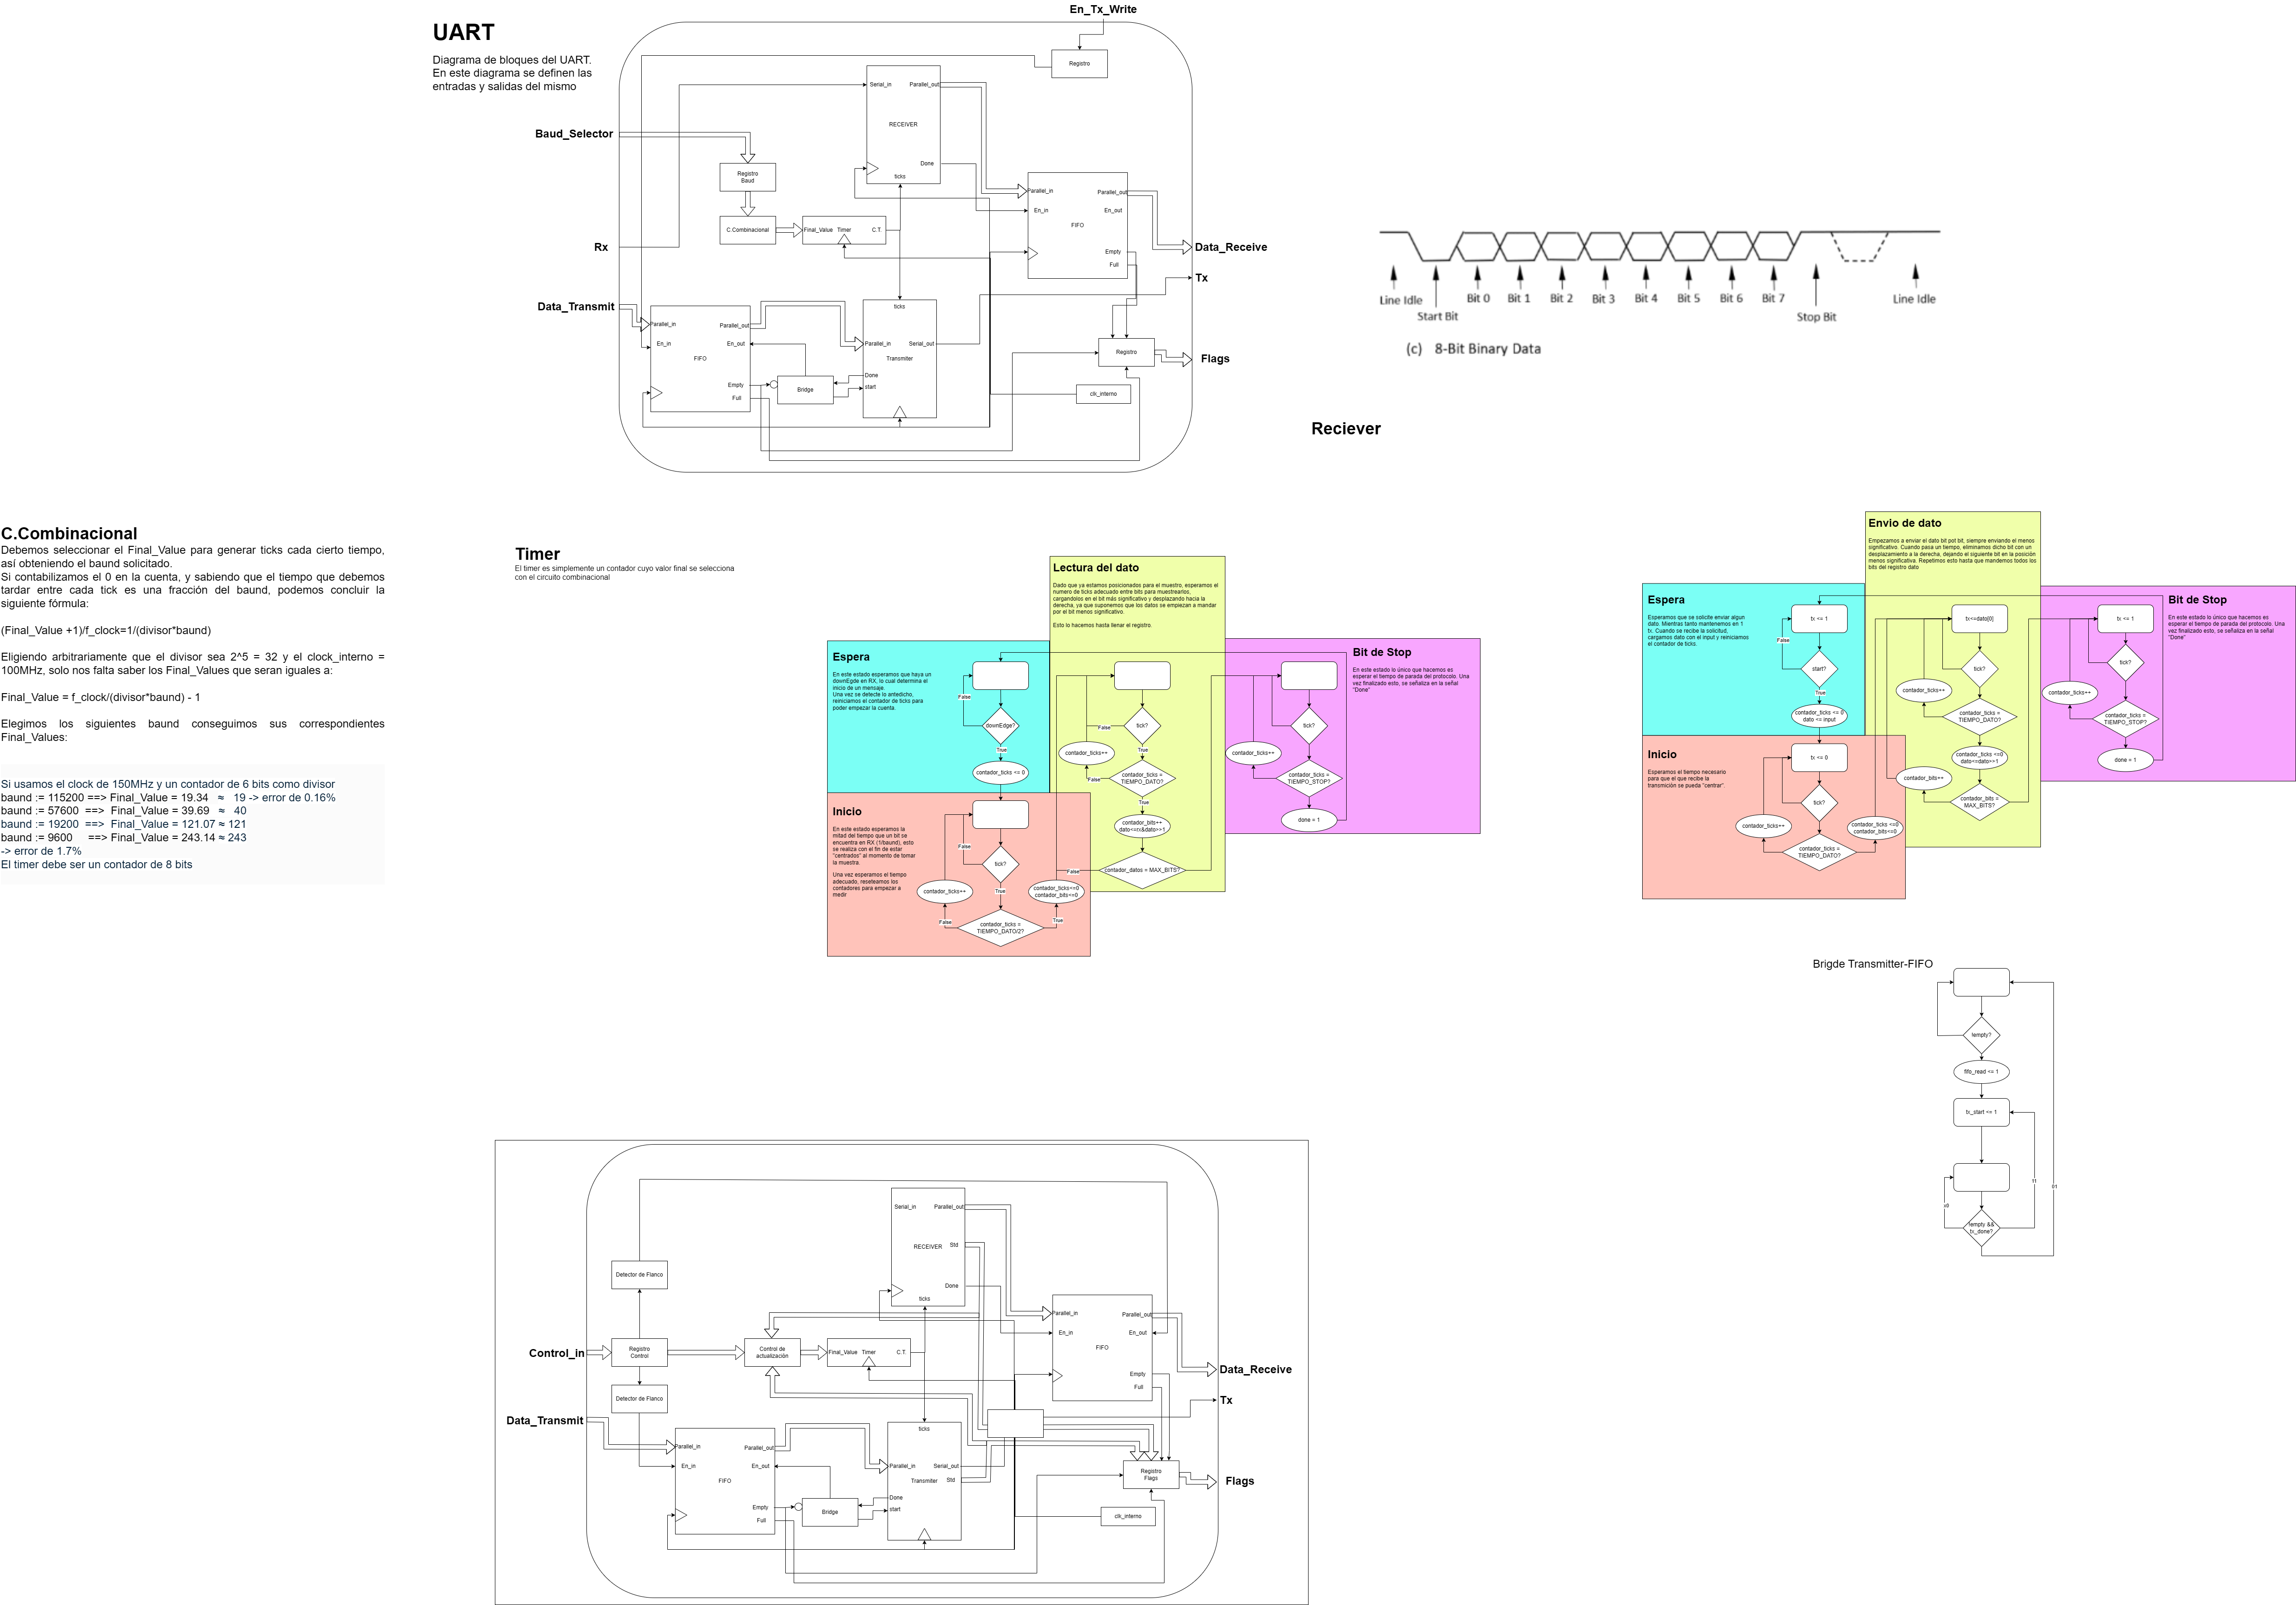 En_Tx_Write
UART
Diagrama de bloques del UART.
En este diagrama se definen las
entradas y salidas del mismo
Registro
Serial_in
Parallel_out
RECEIVER
Done
ticks
Baud_Selector
Registro
Baud
C.Combinacional
Final_Value
Timer
C.T.
Parallel_in
Parallel_out
En_in
En_out
FIFO
Empty
Full
Rx
Data_Receive
Tx
Data_Transmit
Parallel_in
Parallel_out
En_in
En_out
FIFO
Empty
Full
Bridge
ticks
Parallel_in
Serial_out
Transmiter
Done
start
Registro
Flags
clk_interno
Line Idle
Start Bit
Bit 0
Bit 1
Bit 2
Bit 3
Bit 4
Bit 5
Bit 6
Bit 7
Stop Bit
Line Idle
(c) 8-Bit Binary Data
Reciever
C.Combinacional
Debemos seleccionar el Final_Value para generar ticks cada cierto tiempo,
así obteniendo el baund solicitado.
Si contabilizamos el 0 en la cuenta, y sabiendo que el tiempo que debemos
tardar entre cada tick es una fracción del baund, podemos concluir la
siguiente fórmula:
(Final_Value +1)/f_clock=1/(divisor*baund)
Eligiendo arbitrariamente que el divisor sea 2^5 = 32 y el clock_interno =
100MHz, solo nos falta saber los Final_Values que seran iguales a:
Final_Value = f_clock/(divisor*baund) - 1
Elegimos los siguientes baund conseguimos sus correspondientes
Final_Values:
Si usamos el clock de 150MHz y un contador de 6 bits como divisor
baund := 115200 ==> Final_Value = 19.34 ≈ 19 -> error de 0.16%
baund := 57600 ==> Final_Value = 39.69 ≈ 40
baund := 19200 ==> Final_Value = 121.07 ≈ 121
baund := 9600 ==> Final_Value = 243.14 ≈ 243
-> error de 1.7%
El timer debe ser un contador de 8 bits
Timer
El timer es simplemente un contador cuyo valor final se selecciona
con el circuito combinacional
Lectura del dato
Dado que ya estamos posicionados para el muestro, esperamos el
numero de ticks adecuado entre bits para muestrearlos,
cargandolos en el bit más significativo y desplazando hacia la
derecha, ya que suponemos que los datos se empiezan a mandar
por el bit menos significativo.
Esto lo hacemos hasta llenar el registro.
tick?
False
True
contador_ticks++
contador_ticks =
TIEMPO_DATO?
False
True
contador_bits++
dato<=rx&dato>>1
contador_datos = MAX_BITS?
False
Espera
En este estado esperamos que haya un
downEgde en RX, lo cual determina el
inicio de un mensaje.
Una vez se detecte lo antedicho,
reiniciamos el contador de ticks para
poder empezar la cuenta.
False
downEdge?
True
contador_ticks <= 0
Bit de Stop
En este estado lo único que hacemos es
esperar el tiempo de parada del protocolo. Una
vez finalizado esto, se señaliza en la señal
"Done"
tick?
contador_ticks++
contador_ticks =
TIEMPO_STOP?
done = 1
Inicio
En este estado esperamos la
mitad del tiempo que un bit se
encuentra en RX (1/baund), esto
se realiza con el fin de estar
"centrados" al momento de tomar
la muestra.
Una vez esperamos el tiempo
adecuado, reseteamos los
contadores para empezar a
medir
False
tick?
True
contador_ticks++
contador_ticks<=0
contador_bits<=0
False
contador_ticks =
TIEMPO_DATO/2?
True
Envio de dato
Empezamos a enviar el dato bit pot bit, siempre enviando el menos
significativo. Cuando pasa un tiempo, eliminamos dicho bit con un
desplazamiento a la derecha, dejando el siguiente bit en la posición
menos significativa. Repetimos esto hasta que mandemos todos los
bits del registro dato
tx<=dato[0]
tick?
contador_ticks++
contador_ticks =
TIEMPO_DATO?
contador_ticks <=0
dato<=dato>>1
contador_bits++
contador_bits =
MAX_BITS?
Espera
Esperamos que se solicite enviar algun
dato. Mientras tanto mantenemos en 1
tx. Cuando se recibe la solicitud,
cargamos dato con el input y reiniciamos
el contador de ticks.
tx <= 1
False
start?
True
contador_ticks <= 0
dato <= input
Bit de Stop
En este estado lo único que hacemos es
esperar el tiempo de parada del protocolo. Una
vez finalizado esto, se señaliza en la señal
"Done"
tx <= 1
tick?
contador_ticks++
contador_ticks =
TIEMPO_STOP?
done = 1
Inicio
Esperamos el tiempo necesario
para que el que recibe la
transmición se pueda "centrar".
tx <= 0
tick?
contador_ticks++
contador_ticks =
TIEMPO_DATO?
contador_ticks <=0
contador_bits<=0
Brigde Transmitter-FIFO
!empty?
fifo_read <= 1
tx_start <= 1
!empty &&
tx_done?
11
01
Control_in
Detector de Flanco
Registro
Control
Detector de Flanco
Control de
actualización
Final_Value
Timer
C.T.
Serial_in
Parallel_out
RECEIVER
Std
Done
ticks
Parallel_in
Parallel_out
En_in
En_out
FIFO
Empty
Full
Data_Receive
Tx
Data_Transmit
Parallel_in
Parallel_out
En_in
En_out
FIFO
Empty
Full
Bridge
ticks
Parallel_in
Serial_out
Transmiter
Std
Done
start
Registro
Flags
Flags
clk_interno